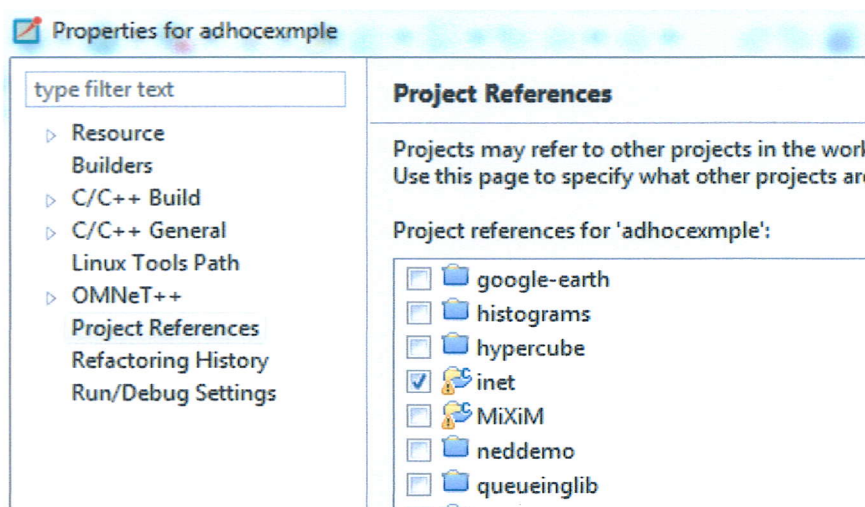 Properties for adhocexmple
type filter text
Resource
Builders
C/C++ Build
C/C++ General
Linux Tools Path
OMNeT++
Project References
Refactoring History
Run/Debug Settings
Project References
Projects may refer to other projects in the work
Use this page to specify what other projects are
Project references for 'adhocexmple':
google-earth
histograms
hypercube
inet
MiXiM
neddemo
queueinglib